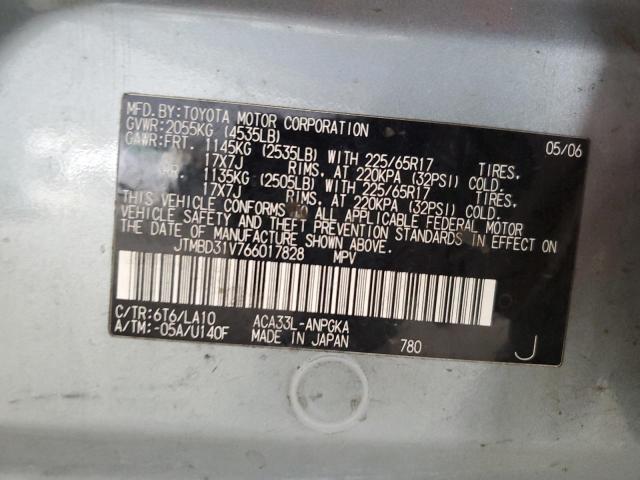 MFD.BY:TOYOTA MOTOR CORPORATION 05/06
GVWR:2055KG (4535LB)
GAWR:FRT. 1145KG (2535LB) WITH 225/65R17 TIRES,
17X7J RIMS, AT 220KPA (32PSI) COLD.
RR. 1135KG (2505LB) WITH 225/65R17 TIRES,
17X7J RIMS, AT 220KPA (32PSI) COLD.
THIS VEHICLE CONFORMS TO ALL APPLICABLE FEDERAL MOTOR
VEHICLE SAFETY AND THEFT PREVENTION STANDARDS IN EFFECT ON
THE DATE OF MANUFACTURE SHOWN ABOVE.
JTMBD31V766017828 MPV
C/TR:6T6/LA10 ACA33L-ANPGKA
A/TM:-05A/U140F MADE IN JAPAN 780 J